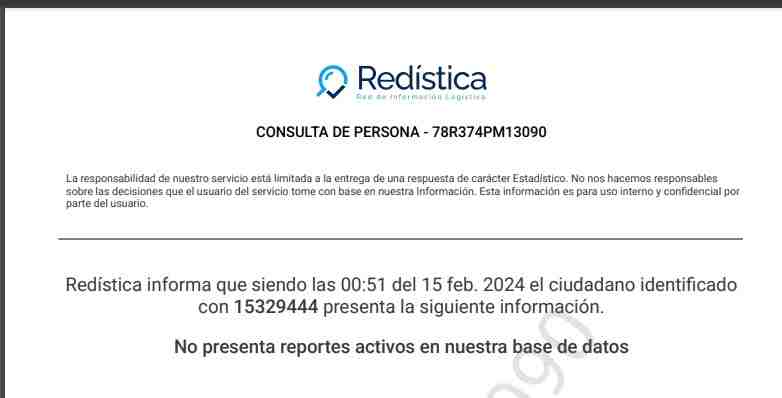 Redística
Red de Información Logística
CONSULTA DE PERSONA - 78R374PM13090
La responsabilidad de nuestro servicio está limitada a la entrega de una respuesta de carácter Estadístico. No nos hacemos responsables
sobre las decisiones que el usuario del servicio tome con base en nuestra Información. Esta información es para uso interno y confidencial por
parte del usuario.
Redística informa que siendo las 00:51 del 15 feb. 2024 el ciudadano identificado
con 15329444 presenta la siguiente información.
No presenta reportes activos en nuestra base de datos